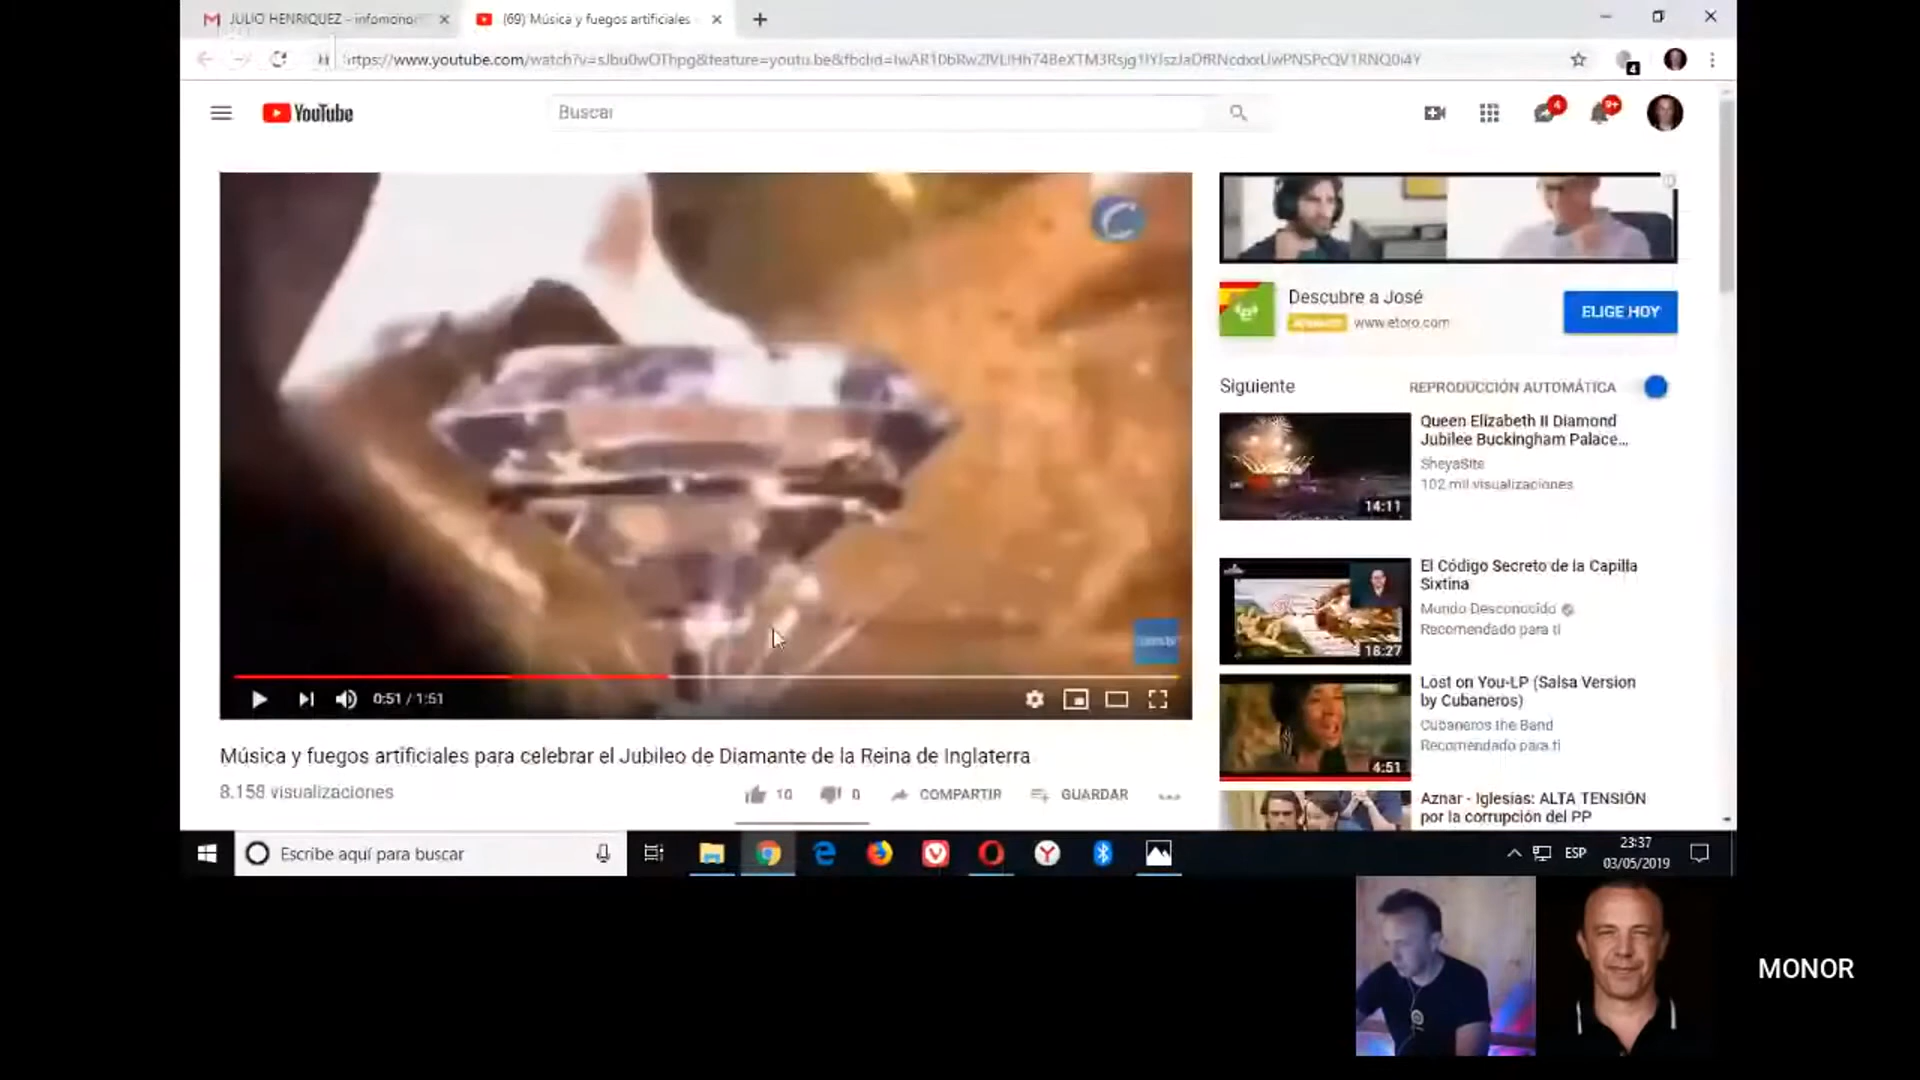 JULIO HENRIQUEZ - infomonor
(69) Música y fuegos artificiales
4
YouTube
Buscar
4
9+
Descubre a José
www.etoro.com
ELIGE HOY
Siguiente
REPRODUCCIÓN AUTOMÁTICA
Queen Elizabeth II Diamond
Jubilee Buckingham Palace...
SheyaSite
102 mil visualizaciones
14:11
El Código Secreto de la Capilla
Sixtina
Mundo Desconocido
Recomendado para ti
18:27
Lost on You-LP (Salsa Version
by Cubaneros)
Cubaneros the Band
Recomendado para ti
4:51
Aznar - Iglesias: ALTA TENSIÓN
por la corrupción del PP
0:51 / 1:51
Música y fuegos artificiales para celebrar el Jubileo de Diamante de la Reina de Inglaterra
8.158 visualizaciones
10
0
COMPARTIR
GUARDAR
Escribe aquí para buscar
ESP
23:37
03/05/2019
MONOR